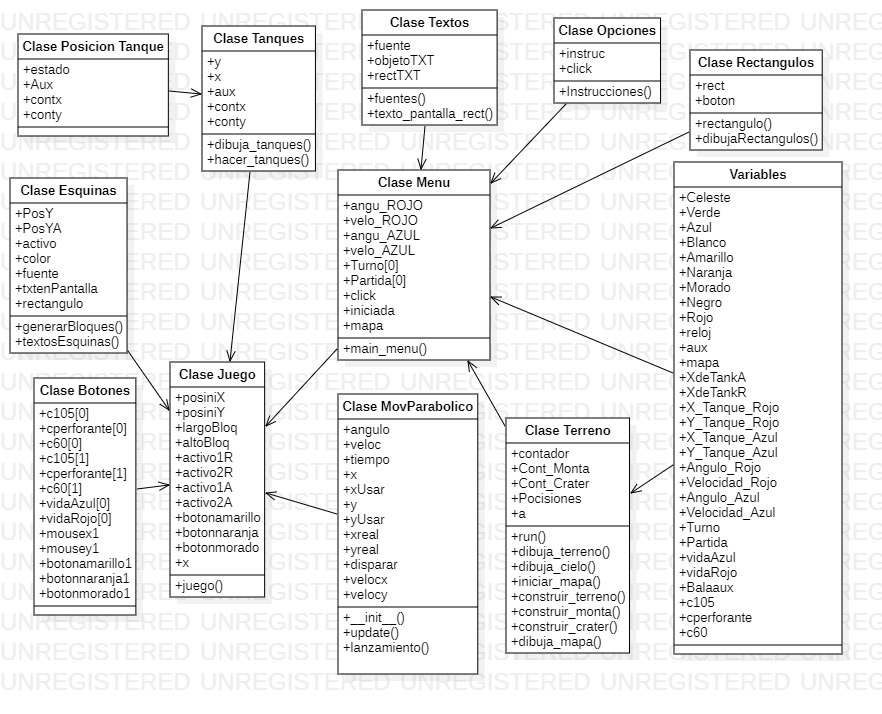 Clase Posicion Tanque
+estado
+Aux
+contx
+conty
Clase Tanques
+y
+x
+aux
+contx
+conty
+dibuja_tanques()
+hacer_tanques()
Clase Textos
+fuente
+objetoTXT
+rectTXT
+fuentes()
+texto_pantalla_rect()
Clase Opciones
+instruc
+click
+Instrucciones()
Clase Rectangulos
+rect
+boton
+rectangulo()
+dibujaRectangulos()
Clase Esquinas
+PosY
+PosYA
+activo
+color
+fuente
+txtenPantalla
+rectangulo
+generarBloques()
+textosEsquinas()
Clase Menu
+angu_ROJO
+velo_ROJO
+angu_AZUL
+velo_AZUL
+Turno[0]
+Partida[0]
+click
+iniciada
+mapa
+main_menu()
Variables
+Celeste
+Verde
+Azul
+Blanco
+Amarillo
+Naranja
+Morado
+Negro
+Rojo
+reloj
+aux
+mapa
+XdeTankA
+XdeTankR
+X_Tanque_Rojo
+Y_Tanque_Rojo
+X_Tanque_Azul
+Y_Tanque_Azul
+Angulo_Rojo
+Velocidad_Rojo
+Angulo_Azul
+Velocidad_Azul
+Turno
+Partida
+vidaAzul
+vidaRojo
+Balaaux
+c105
+cperforante
+c60
Clase Botones
+c105[0]
+cperforante[0]
+c60[0]
+c105[1]
+cperforante[1]
+c60[1]
+vidaAzul[0]
+vidaRojo[0]
+mousex1
+mousey1
+botonamarillo1
+botonnaranja1
+botonmorado1
Clase Juego
+posiniX
+posiniY
+largoBloq
+altoBloq
+activo1R
+activo2R
+activo1A
+activo2A
+botonamarillo
+botonnaranja
+botonmorado
+x
+juego()
Clase MovParabolico
+angulo
+veloc
+tiempo
+x
+xUsar
+y
+yUsar
+xreal
+yreal
+disparar
+velocx
+velocy
+__init__()
+update()
+lanzamiento()
Clase Terreno
+contador
+Cont_Monta
+Cont_Crater
+Pocisiones
+a
+run()
+dibuja_terreno()
+dibuja_cielo()
+iniciar_mapa()
+construir_terreno()
+construir_monta()
+construir_crater()
+dibuja_mapa()
UNREGISTERED